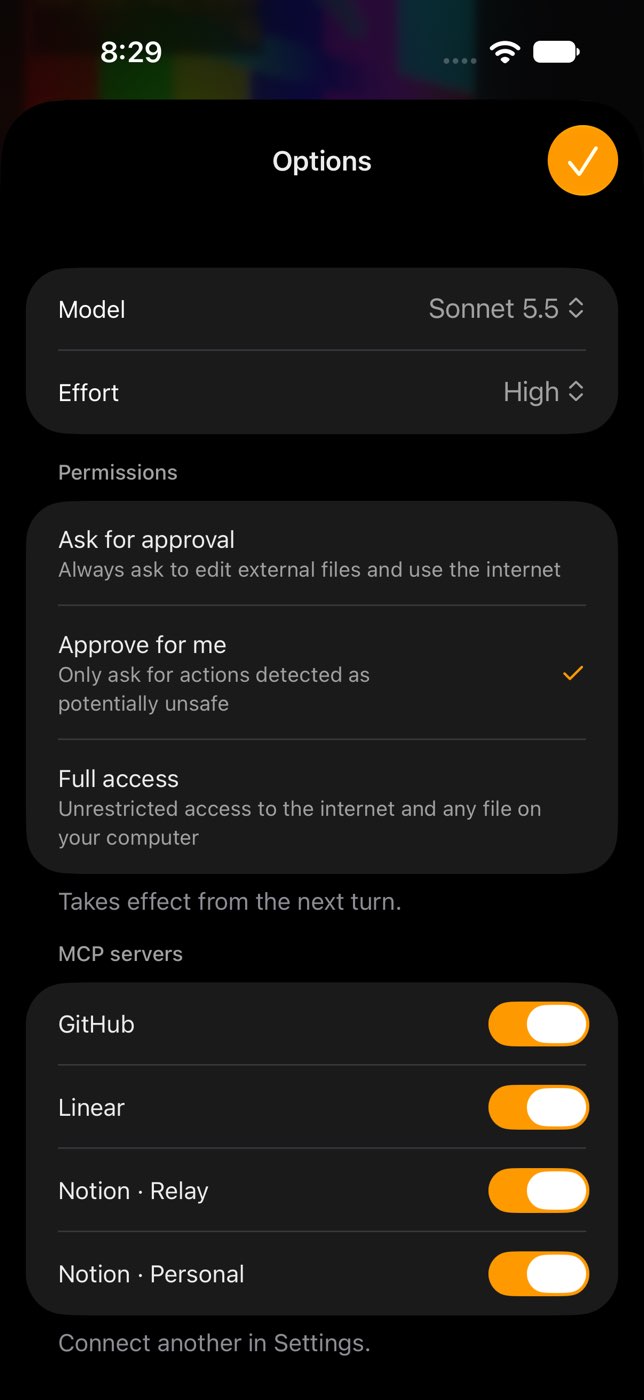 8:29
Options
Model
Sonnet 5.5
Effort
High
Permissions
Ask for approval
Always ask to edit external files and use the internet
Approve for me
Only ask for actions detected as
potentially unsafe
Full access
Unrestricted access to the internet and any file on
your computer
Takes effect from the next turn.
MCP servers
GitHub
Linear
Notion · Relay
Notion · Personal
Connect another in Settings.